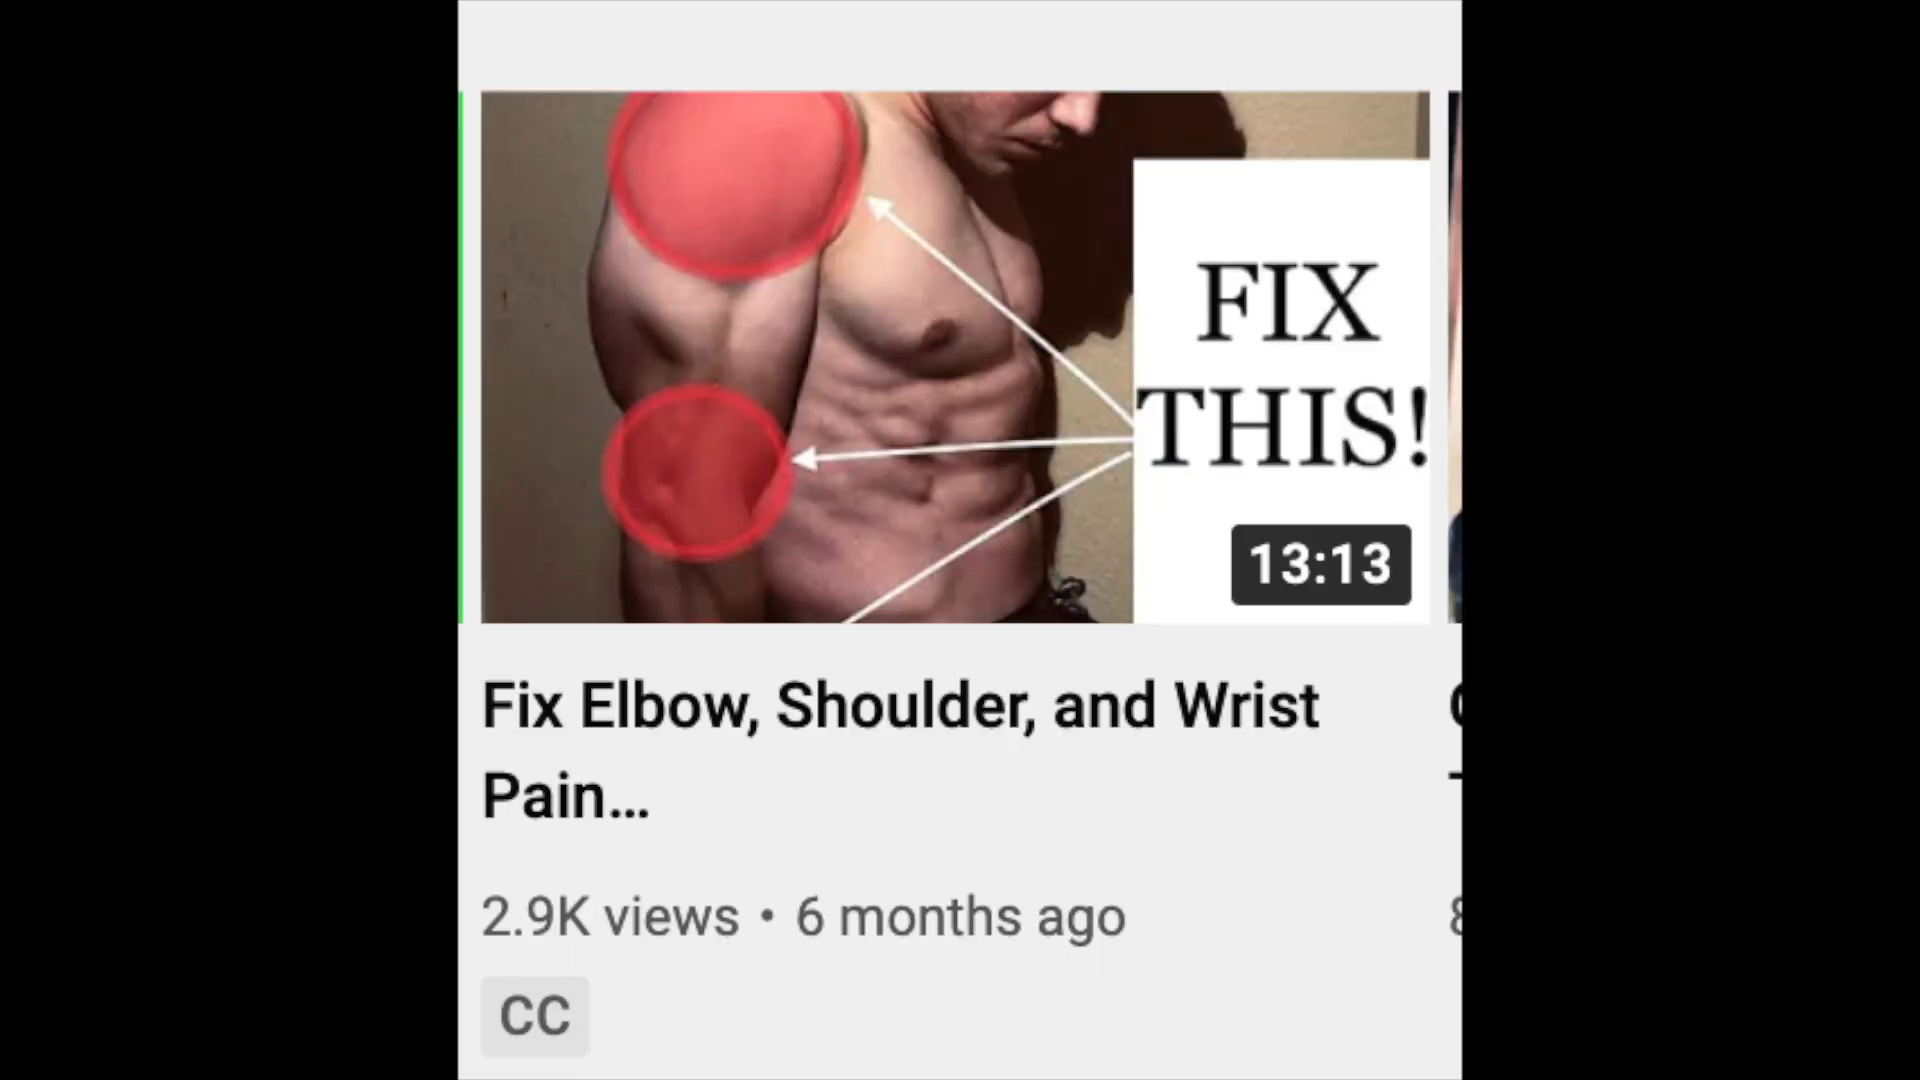 FIX
THIS!
13:13
Fix Elbow, Shoulder, and Wrist
Pain...
2.9K views • 6 months ago
CC